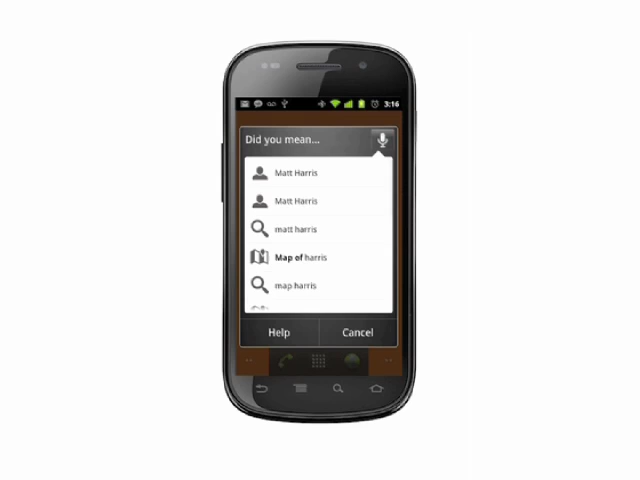 3:16
Did you mean...
Matt Harris
Matt Harris
matt harris
Map of harris
map harris
Help
Cancel